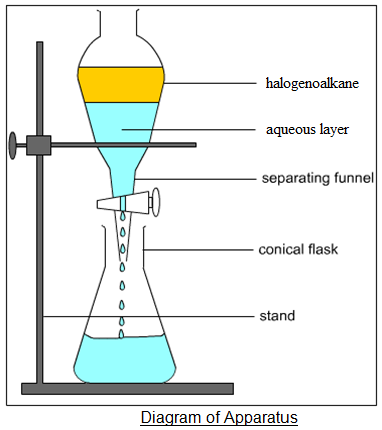 halogenoalkane
aqueous layer
separating funnel
conical flask
stand
Diagram of Apparatus